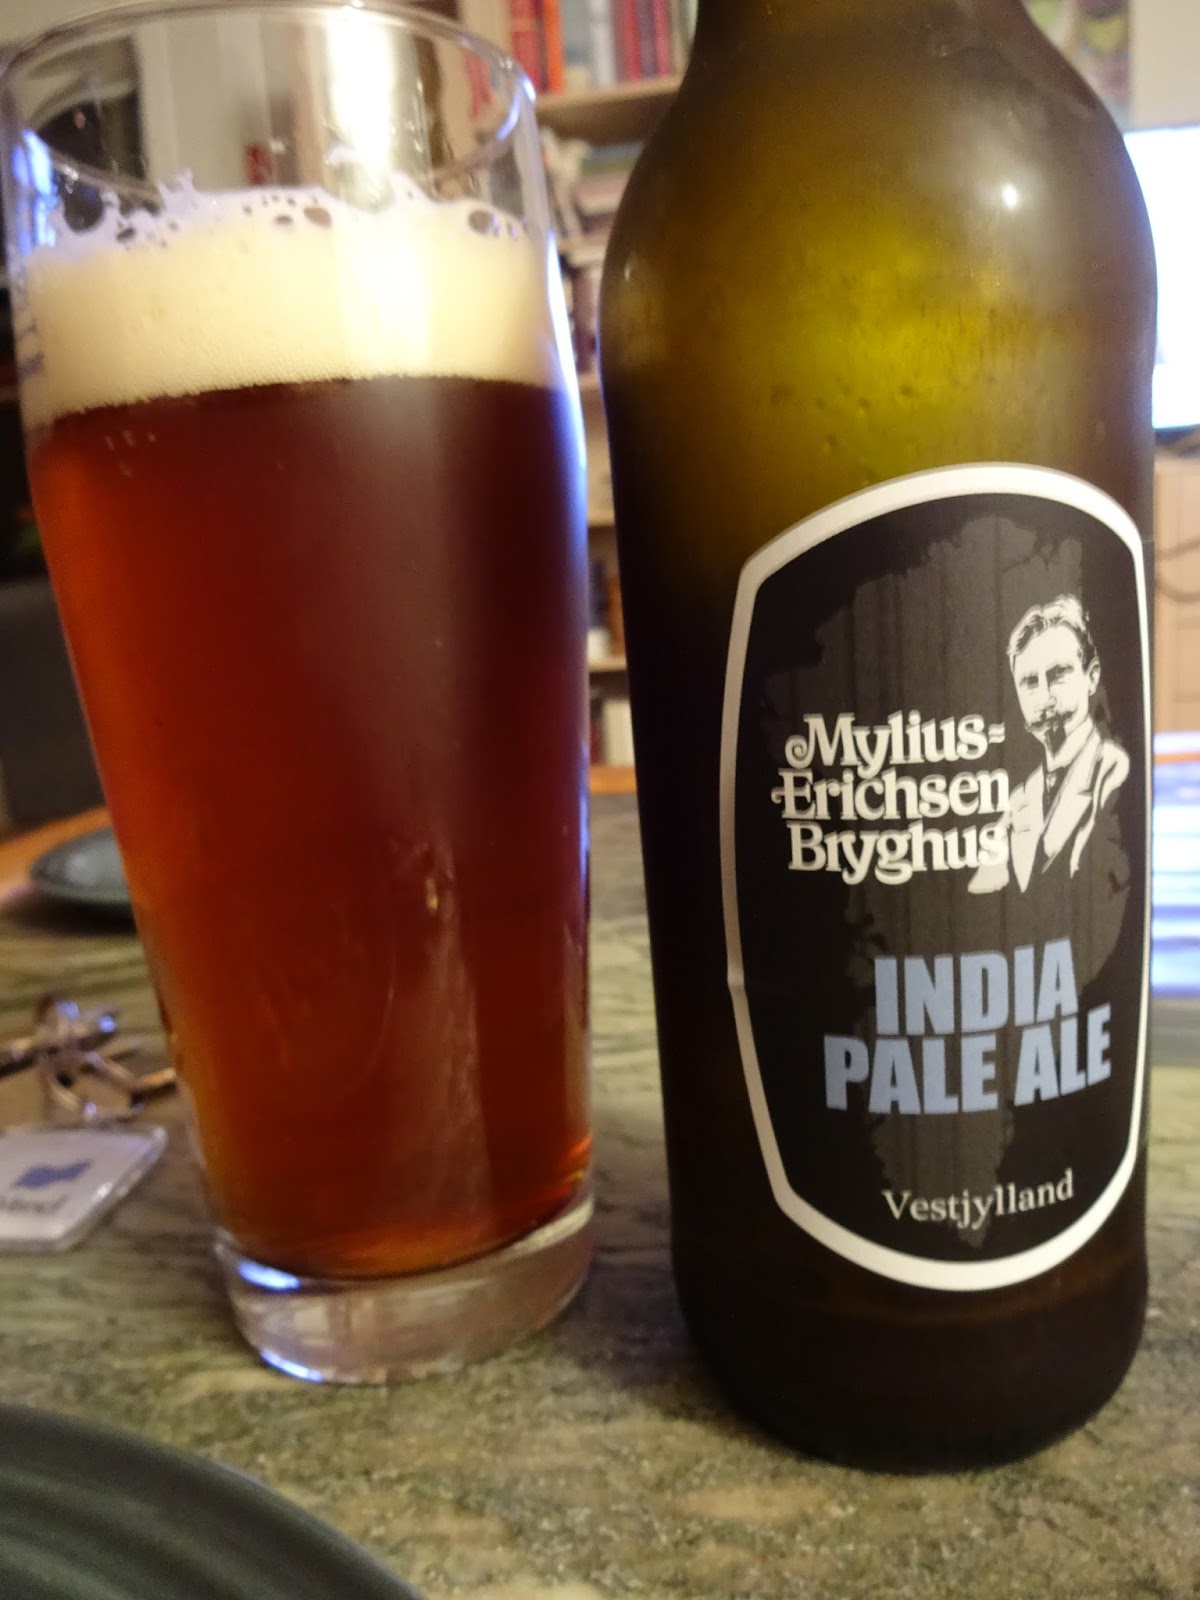 Mylius-
Erichsen
Bryghus
INDIA
PALE ALE
Vestjylland